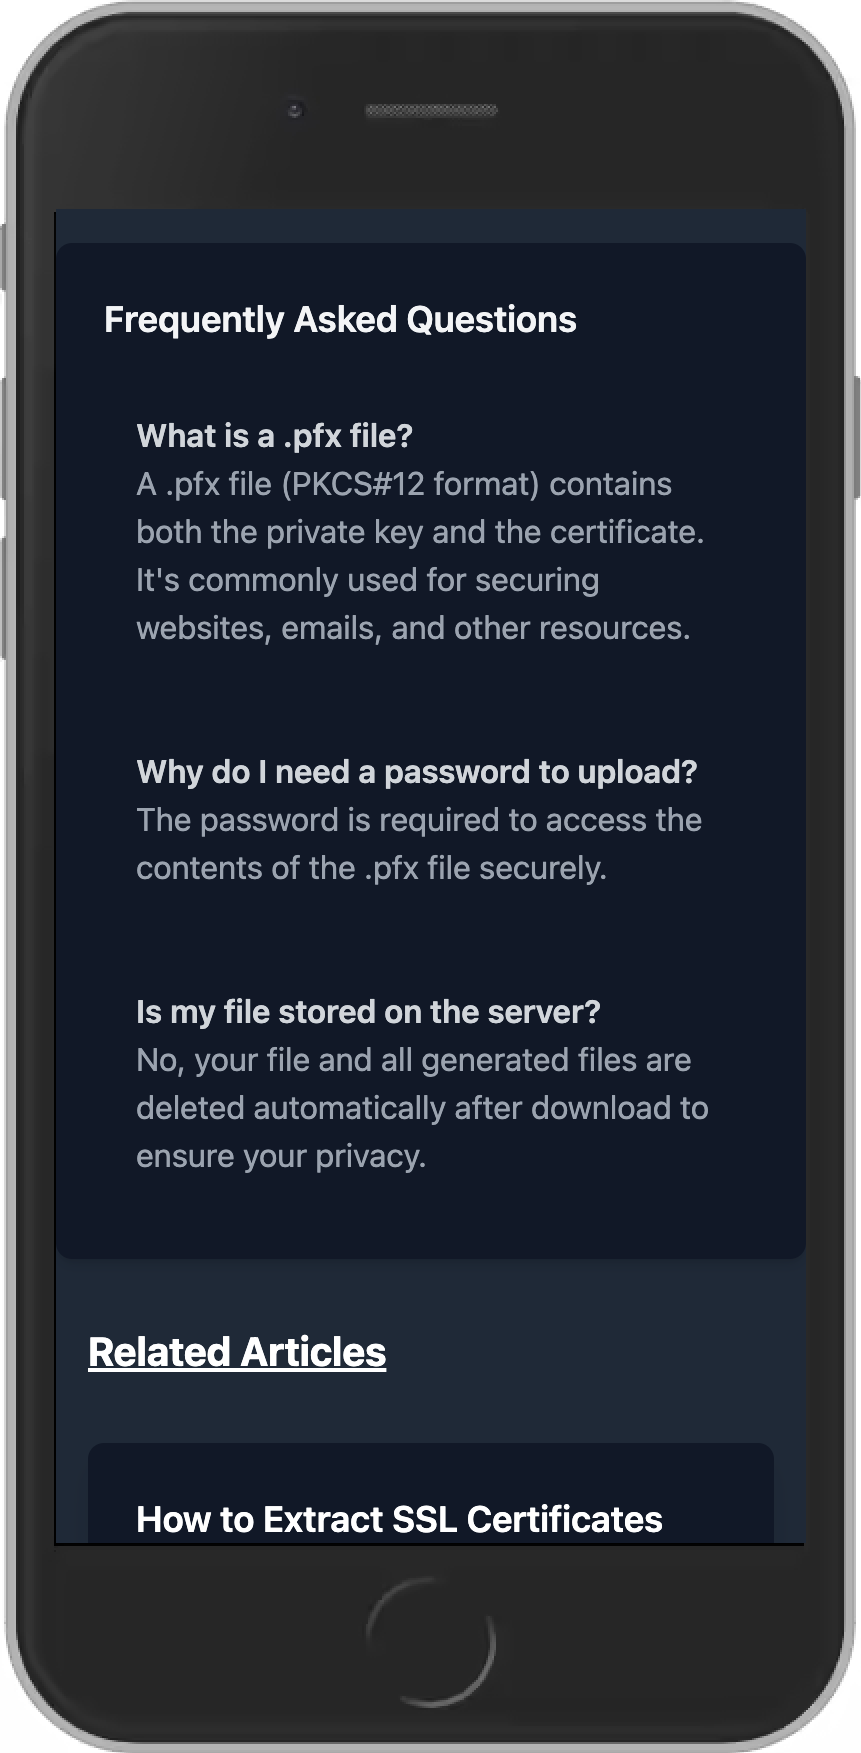 Frequently Asked Questions
What is a .pfx file?
A .pfx file (PKCS#12 format) contains
both the private key and the certificate.
It's commonly used for securing
websites, emails, and other resources.
Why do I need a password to upload?
The password is required to access the
contents of the .pfx file securely.
Is my file stored on the server?
No, your file and all generated files are
deleted automatically after download to
ensure your privacy.
Related Articles
How to Extract SSL Certificates